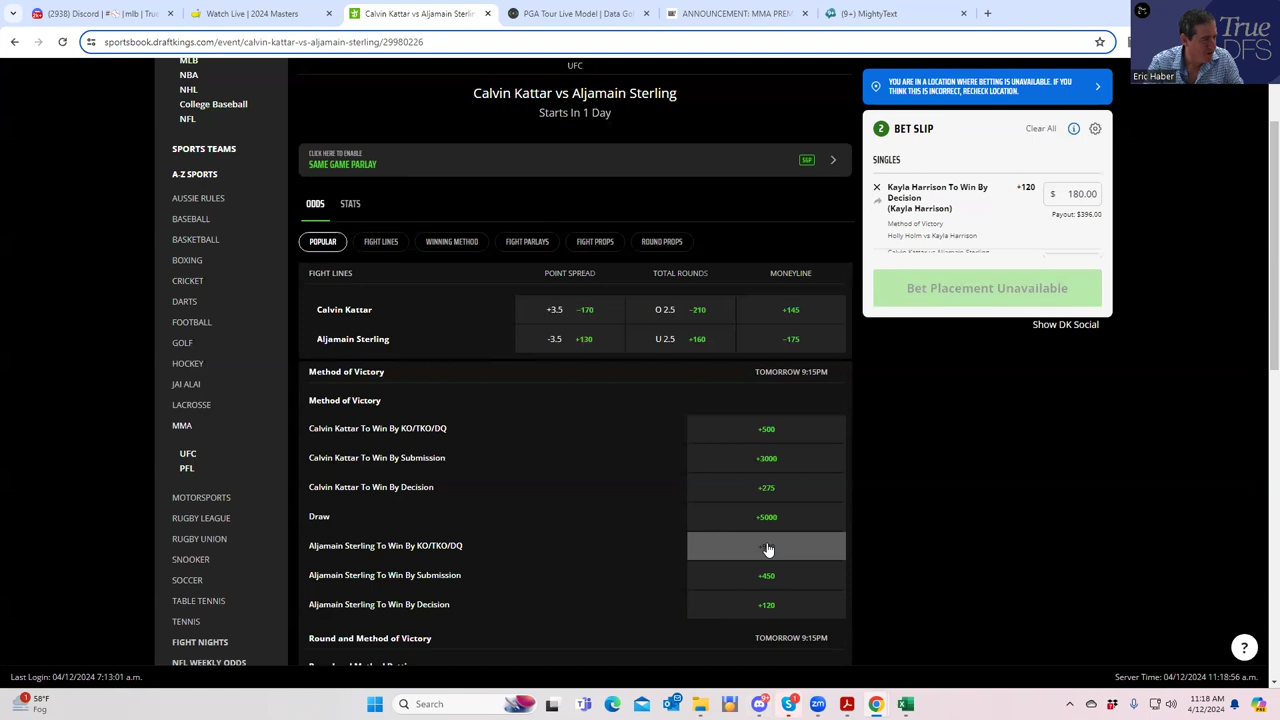 (2938) Discord | #
| mlb | True
Watch Live | 2024 Masters
Calvin Kattar vs Aljamain Sterlin
PGA Tour Live Model | Data Gol
ANNOUNCEMENT: MMA PREM
(9+) MightyText
sportsbook.draftkings.com/event/calvin-kattar-vs-aljamain-sterling/29980226
True
DFS
Eric Haber
MLB
NBA
NHL
College Baseball
NFL
SPORTS TEAMS
A-Z SPORTS
AUSSIE RULES
BASEBALL
BASKETBALL
BOXING
CRICKET
DARTS
FOOTBALL
GOLF
HOCKEY
JAI ALAI
LACROSSE
MMA
UFC
PFL
MOTORSPORTS
RUGBY LEAGUE
RUGBY UNION
SNOOKER
SOCCER
TABLE TENNIS
TENNIS
FIGHT NIGHTS
NFL WEEKLY ODDS
UFC
Calvin Kattar vs Aljamain Sterling
Starts In 1 Day
CLICK HERE TO ENABLE
SAME GAME PARLAY
SGP
ODDS STATS
POPULAR FIGHT LINES WINNING METHOD FIGHT PARLAYS FIGHT PROPS ROUND PROPS
FIGHT LINES POINT SPREAD TOTAL ROUNDS MONEYLINE
Calvin Kattar +3.5 −170 O 2.5 −210 +145
Aljamain Sterling -3.5 +130 U 2.5 +160 −175
Method of Victory TOMORROW 9:15PM
Method of Victory
Calvin Kattar To Win By KO/TKO/DQ +500
Calvin Kattar To Win By Submission +3000
Calvin Kattar To Win By Decision +275
Draw +5000
Aljamain Sterling To Win By KO/TKO/DQ
Aljamain Sterling To Win By Submission +450
Aljamain Sterling To Win By Decision +120
Round and Method of Victory TOMORROW 9:15PM
YOU ARE IN A LOCATION WHERE BETTING IS UNAVAILABLE. IF YOU
THINK THIS IS INCORRECT, RECHECK LOCATION.
2 BET SLIP Clear All
SINGLES
Kayla Harrison To Win By +120 $ 180.00
Decision
(Kayla Harrison) Payout: $396.00
Method of Victory
Holly Holm vs Kayla Harrison
Calvin Kattar vs Aljamain Sterling
Bet Placement Unavailable
Show DK Social
?
Last Login: 04/12/2024 7:13:01 a.m. Server Time: 04/12/2024 11:18:56 a.m.
1
58°F
Fog
Search
11:18 AM
4/12/2024